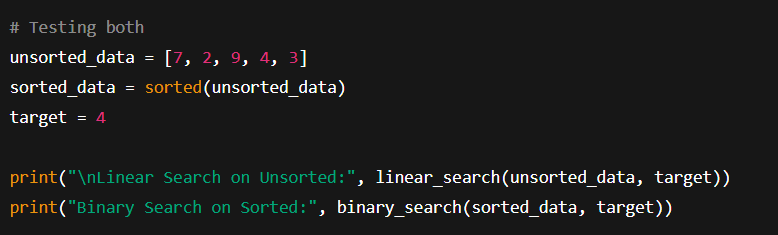 # Testing both
unsorted_data = [7, 2, 9, 4, 3]
sorted_data = sorted(unsorted_data)
target = 4
print("\nLinear Search on Unsorted:", linear_search(unsorted_data, target))
print("Binary Search on Sorted:", binary_search(sorted_data, target))